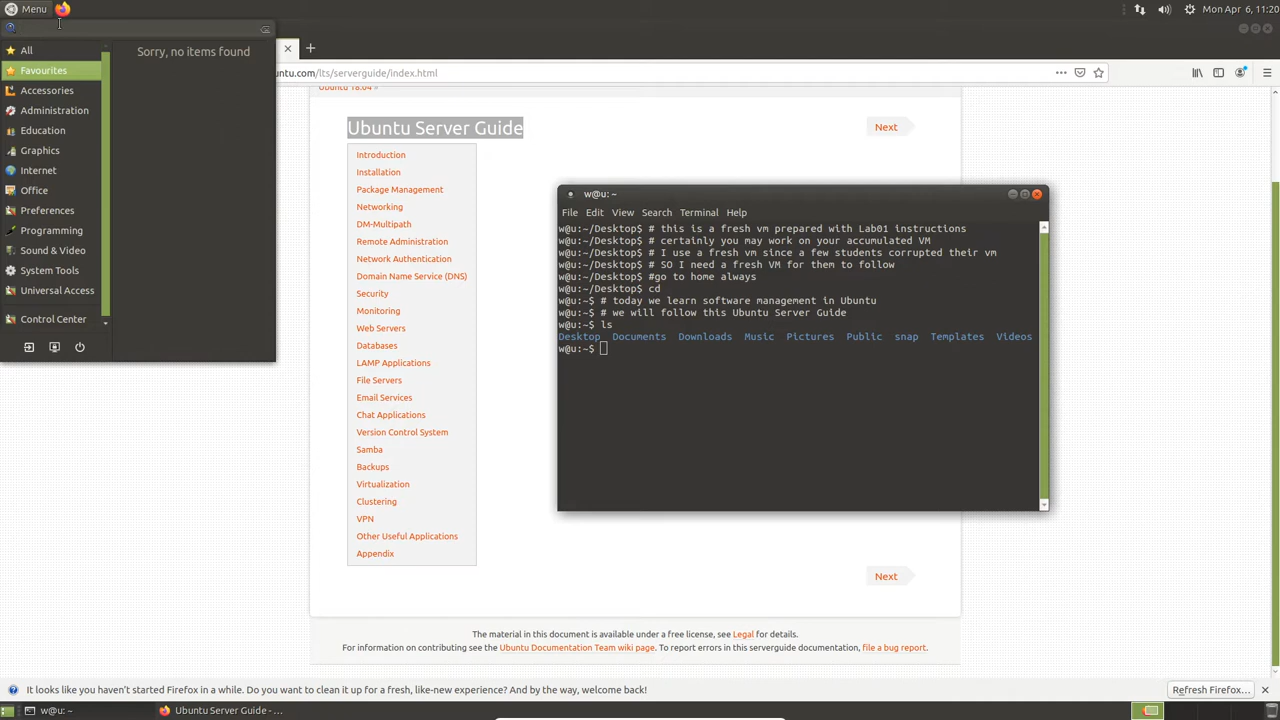 Menu
Mon Apr 6, 11:20
Sorry, no items found
All
Favourites
Accessories
Administration
Education
Graphics
Internet
Office
Preferences
Programming
Sound & Video
System Tools
Universal Access
Control Center
untu.com/lts/serverguide/index.html
Ubuntu 18.04 »
Ubuntu Server Guide
Next
Introduction
Installation
Package Management
Networking
DM-Multipath
Remote Administration
Network Authentication
Domain Name Service (DNS)
Security
Monitoring
Web Servers
Databases
LAMP Applications
File Servers
Email Services
Chat Applications
Version Control System
Samba
Backups
Virtualization
Clustering
VPN
Other Useful Applications
Appendix
w@u: ~
File Edit View Search Terminal Help
w@u:~/Desktop$ # this is a fresh vm prepared with Lab01 instructions
w@u:~/Desktop$ # certainly you may work on your accumulated VM
w@u:~/Desktop$ # I use a fresh vm since a few students corrupted their vm
w@u:~/Desktop$ # SO I need a fresh VM for them to follow
w@u:~/Desktop$ #go to home always
w@u:~/Desktop$ cd
w@u:~$ # today we learn software management in Ubuntu
w@u:~$ # we will follow this Ubuntu Server Guide
w@u:~$ ls
Desktop Documents Downloads Music Pictures Public snap Templates Videos
w@u:~$
Next
The material in this document is available under a free license, see Legal for details.
For information on contributing see the Ubuntu Documentation Team wiki page. To report errors in this serverguide documentation, file a bug report.
It looks like you haven't started Firefox in a while. Do you want to clean it up for a fresh, like-new experience? And by the way, welcome back!
Refresh Firefox...
w@u: ~
Ubuntu Server Guide - ...